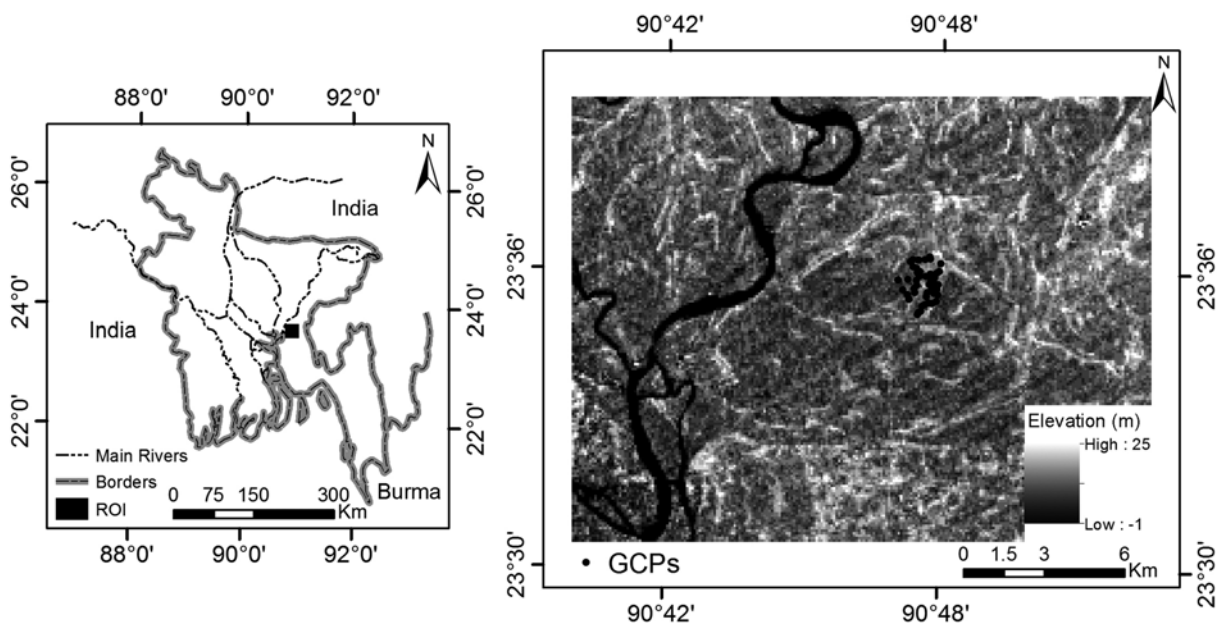 88°0' 90°0' 92°0'
N
26°0'
24°0'
22°0'
26°0'
24°0'
22°0'
India
India
Burma
Main Rivers
Borders
ROI
0 75 150 300
Km
88°0' 90°0' 92°0'
90°42' 90°48'
N
23°36'
23°30'
23°36'
23°30'
Elevation (m)
High : 25
Low : -1
GCPs
0 1.5 3 6
Km
90°42' 90°48'